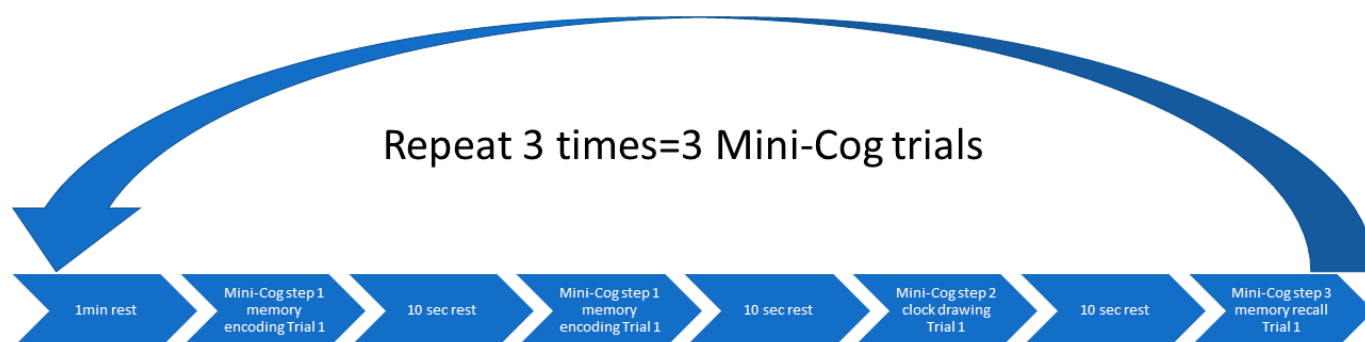 Repeat 3 times=3 Mini-Cog trials
1min rest
Mini-Cog step 1
memory
encoding Trial 1
10 sec rest
Mini-Cog step 1
memory
encoding Trial 1
10 sec rest
Mini-Cog step 2
clock drawing
Trial 1
10 sec rest
Mini-Cog step 3
memory recall
Trial 1